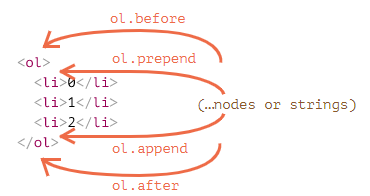 ol.before
<ol>
ol.prepend
<li>0</li>
<li>1</li>
(…nodes or strings)
<li>2</li>
</ol>
ol.append
ol.after